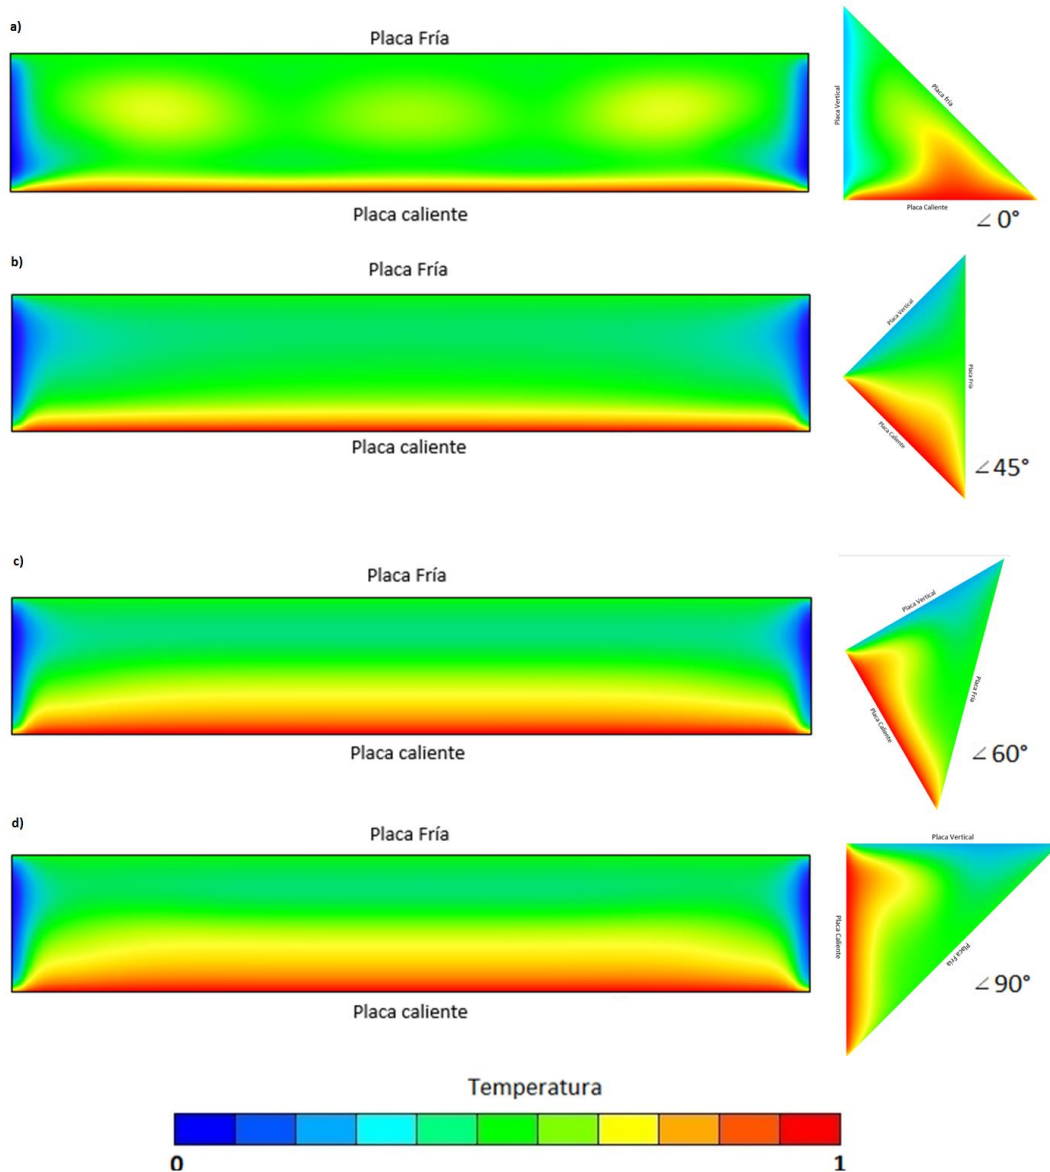 a)
Placa Fría
Placa caliente
Placa Vertical
Placa fría
Placa Caliente
∠0°
b)
Placa Fría
Placa caliente
Placa Vertical
Placa Fría
Placa Caliente
∠45°
c)
Placa Fría
Placa caliente
Placa Vertical
Placa Fría
Placa Caliente
∠60°
d)
Placa Fría
Placa caliente
Placa Vertical
Placa Caliente
Placa Fría
∠90°
Temperatura
0 1